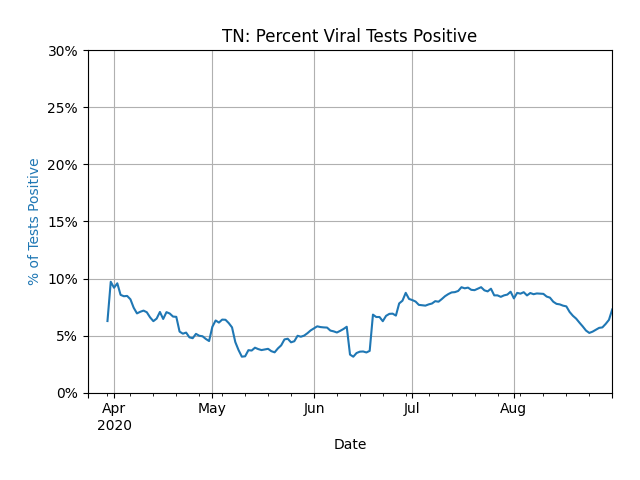 TN: Percent Viral Tests Positive
30%
25%
20%
15%
10%
5%
0%
% of Tests Positive
Apr
2020
May
Jun
Jul
Aug
Date